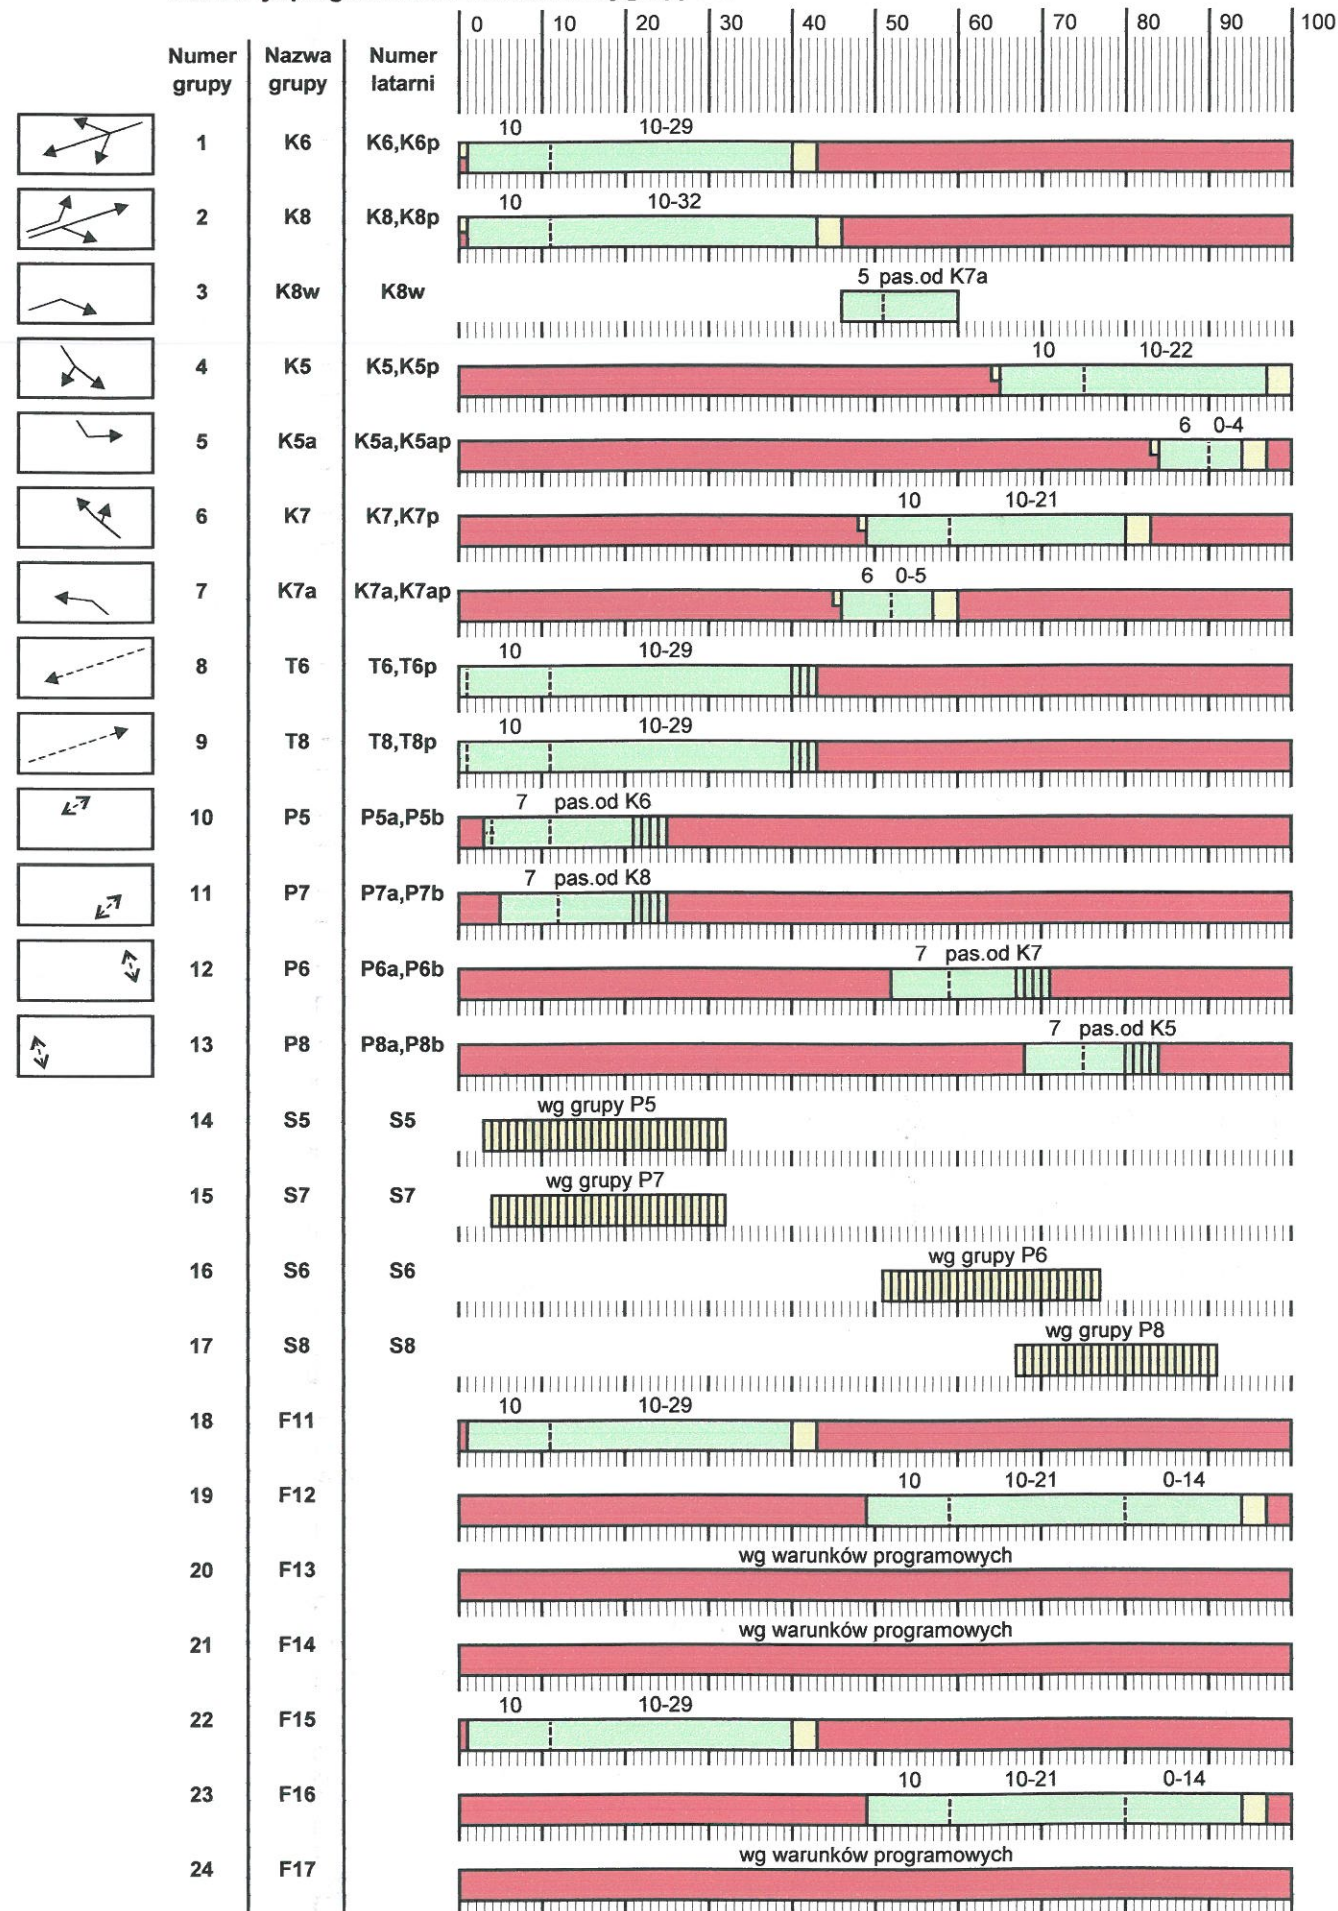 0 10 20 30 40 50 60 70 80 90 100
Numer grupy Nazwa grupy Numer latarni
10 10-29
1 K6 K6,K6p
10 10-32
2 K8 K8,K8p
5 pas.od K7a
3 K8w K8w
10 10-22
4 K5 K5,K5p
6 0-4
5 K5a K5a,K5ap
10 10-21
6 K7 K7,K7p
6 0-5
7 K7a K7a,K7ap
10 10-29
8 T6 T6,T6p
10 10-29
9 T8 T8,T8p
7 pas.od K6
10 P5 P5a,P5b
7 pas.od K8
11 P7 P7a,P7b
7 pas.od K7
12 P6 P6a,P6b
7 pas.od K5
13 P8 P8a,P8b
wg grupy P5
14 S5 S5
wg grupy P7
15 S7 S7
wg grupy P6
16 S6 S6
wg grupy P8
17 S8 S8
10 10-29
18 F11
10 10-21 0-14
19 F12
wg warunków programowych
20 F13
wg warunków programowych
21 F14
10 10-29
22 F15
10 10-21 0-14
23 F16
wg warunków programowych
24 F17